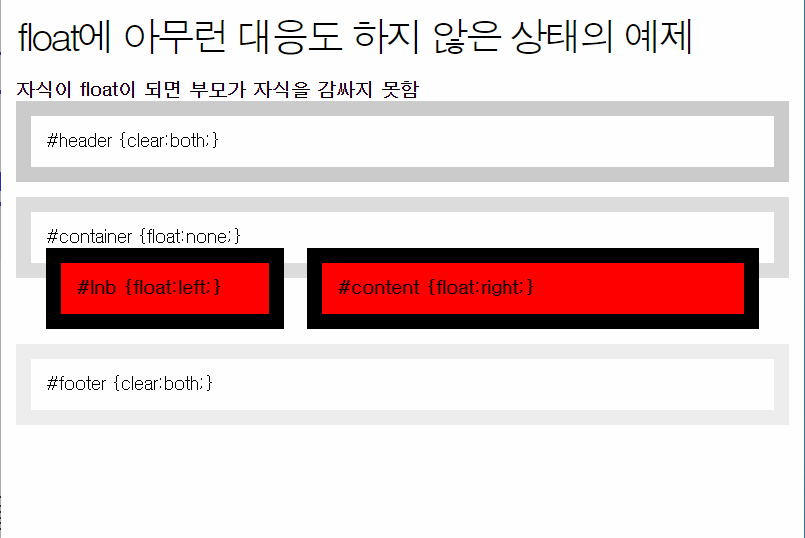 float에 아무런 대응도 하지 않은 상태의 예제
자식이 float이 되면 부모가 자식을 감싸지 못함
#header {clear:both;}
#container {float:none;}
#lnb {float:left;}
#content {float:right;}
#footer {clear:both;}